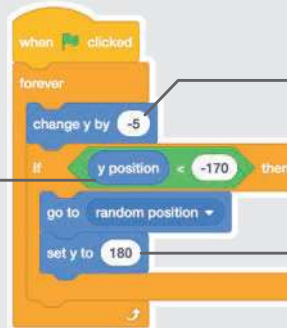 when clicked
forever
change y by -5
if y position < -170 then
go to random position
set y to 180